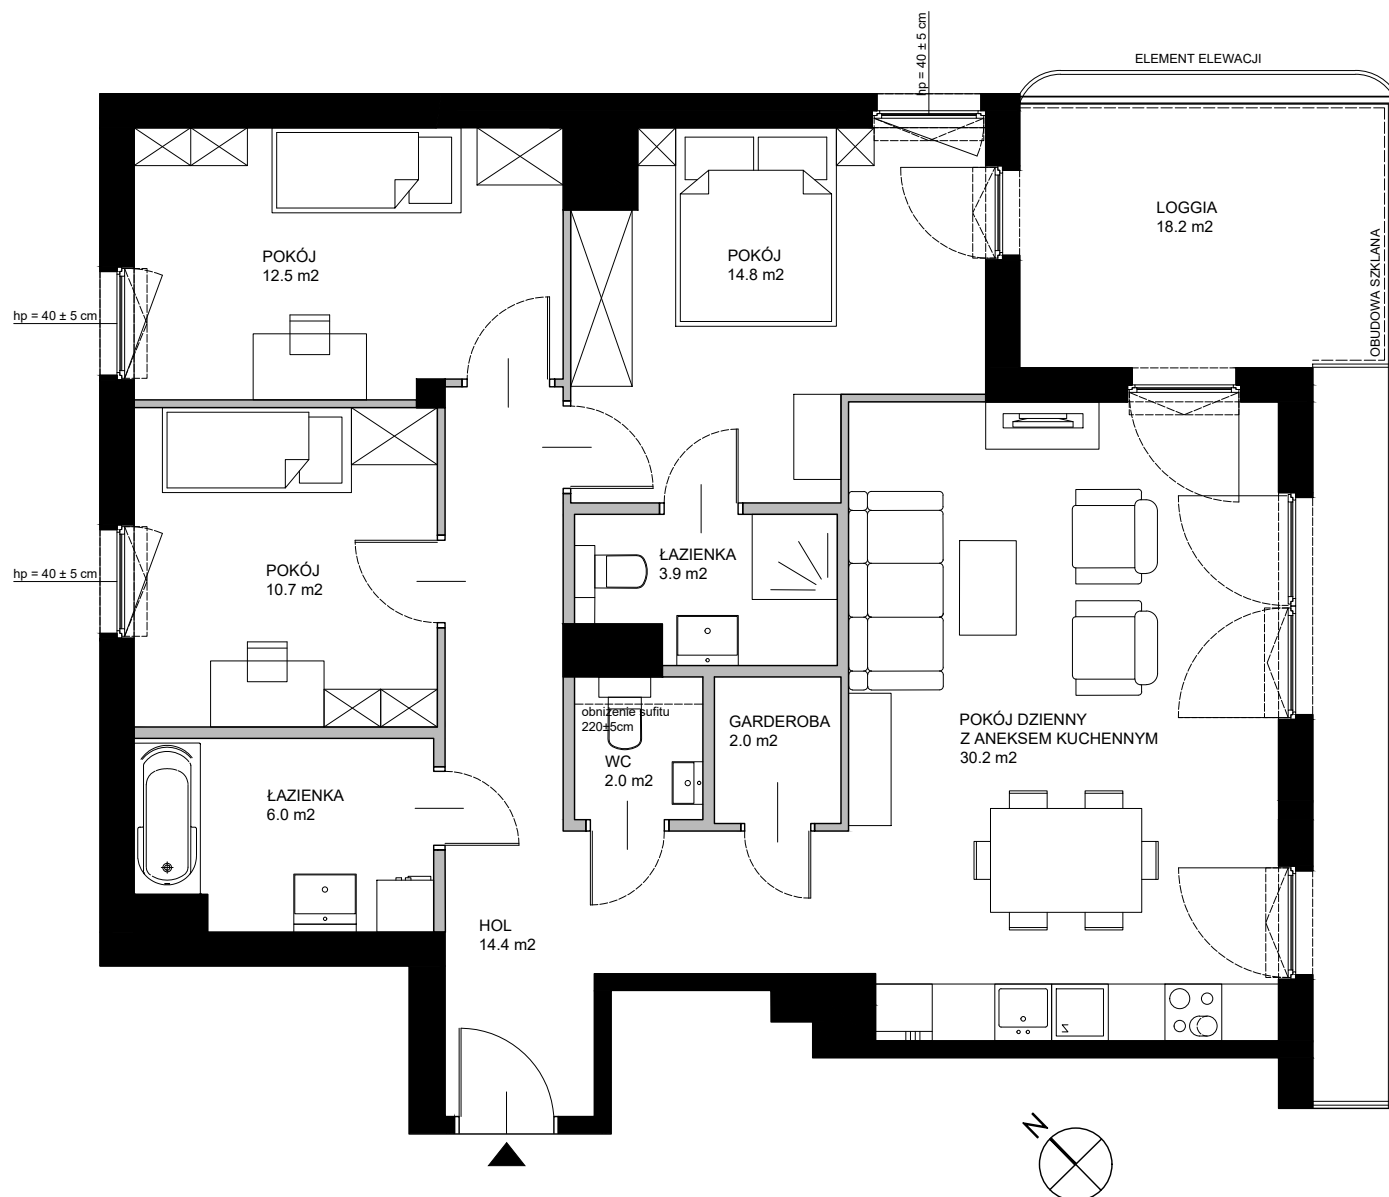 hp = 40 ± 5 cm
ELEMENT ELEWACJI
LOGGIA
18.2 m2
OBUDOWA SZKLANA
POKÓJ
12.5 m2
POKÓJ
14.8 m2
hp = 40 ± 5 cm
hp = 40 ± 5 cm
POKÓJ
10.7 m2
ŁAZIENKA
3.9 m2
obniżenie sufitu
220±5cm
WC
2.0 m2
GARDEROBA
2.0 m2
POKÓJ DZIENNY
Z ANEKSEM KUCHENNYM
30.2 m2
ŁAZIENKA
6.0 m2
HOL
14.4 m2
N